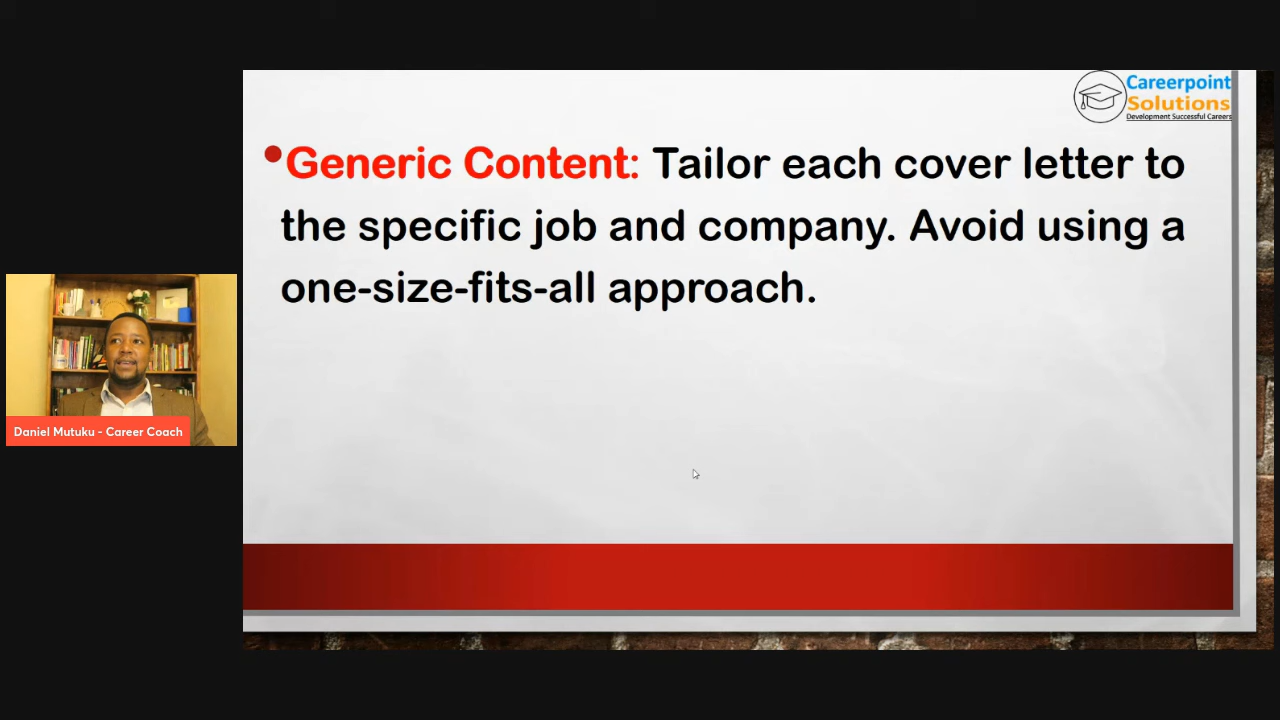 Careerpoint
Solutions
Development Successful Careers
Generic Content: Tailor each cover letter to
the specific job and company. Avoid using a
one-size-fits-all approach.
Daniel Mutuku - Career Coach